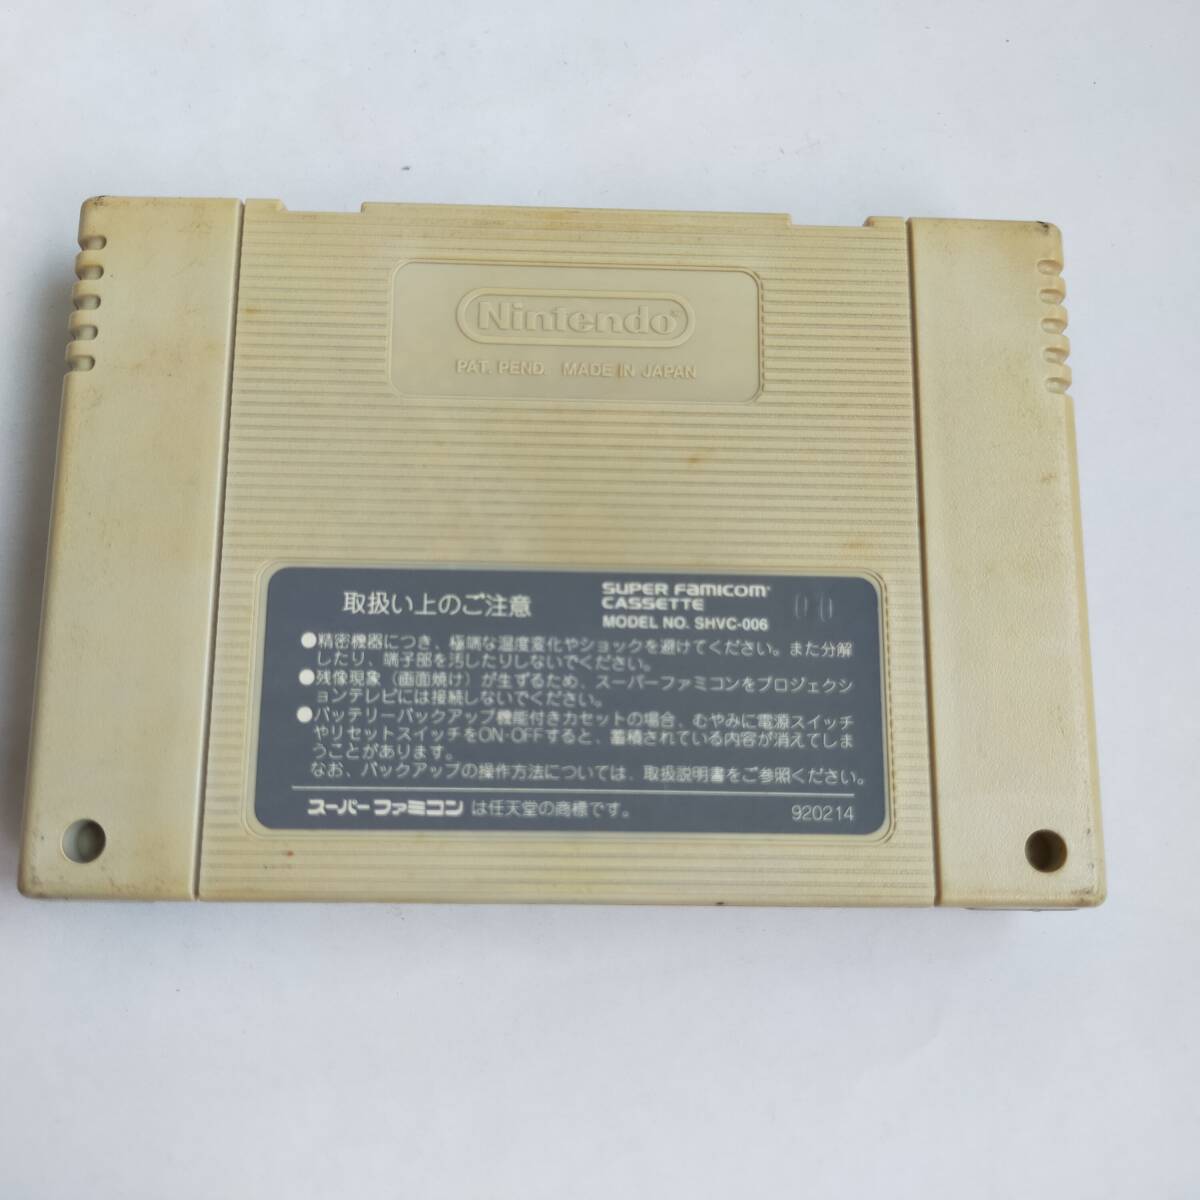 Nintendo®
PAT. PEND. MADE IN JAPAN
取扱い上のご注意
SUPER Famicom
CASSETTE
MODEL NO. SHVC-006
00
●精密機器につき、極端な温度変化やショックを避けてください。また分解
したり、端子部を汚したりしないでください。
●残像現象(画面焼け)が生ずるため、スーパーファミコンをプロジェクシ
ョンテレビには接続しないでください。
●バッテリーバックアップ機能付きカセットの場合、むやみに電源スイッチ
やリセットスイッチをON・OFFすると、蓄積されている内容が消えてしま
うことがあります。
なお、バックアップの操作方法については、取扱説明書をご参照ください。
スーパーファミコン は任天堂の商標です。
920214